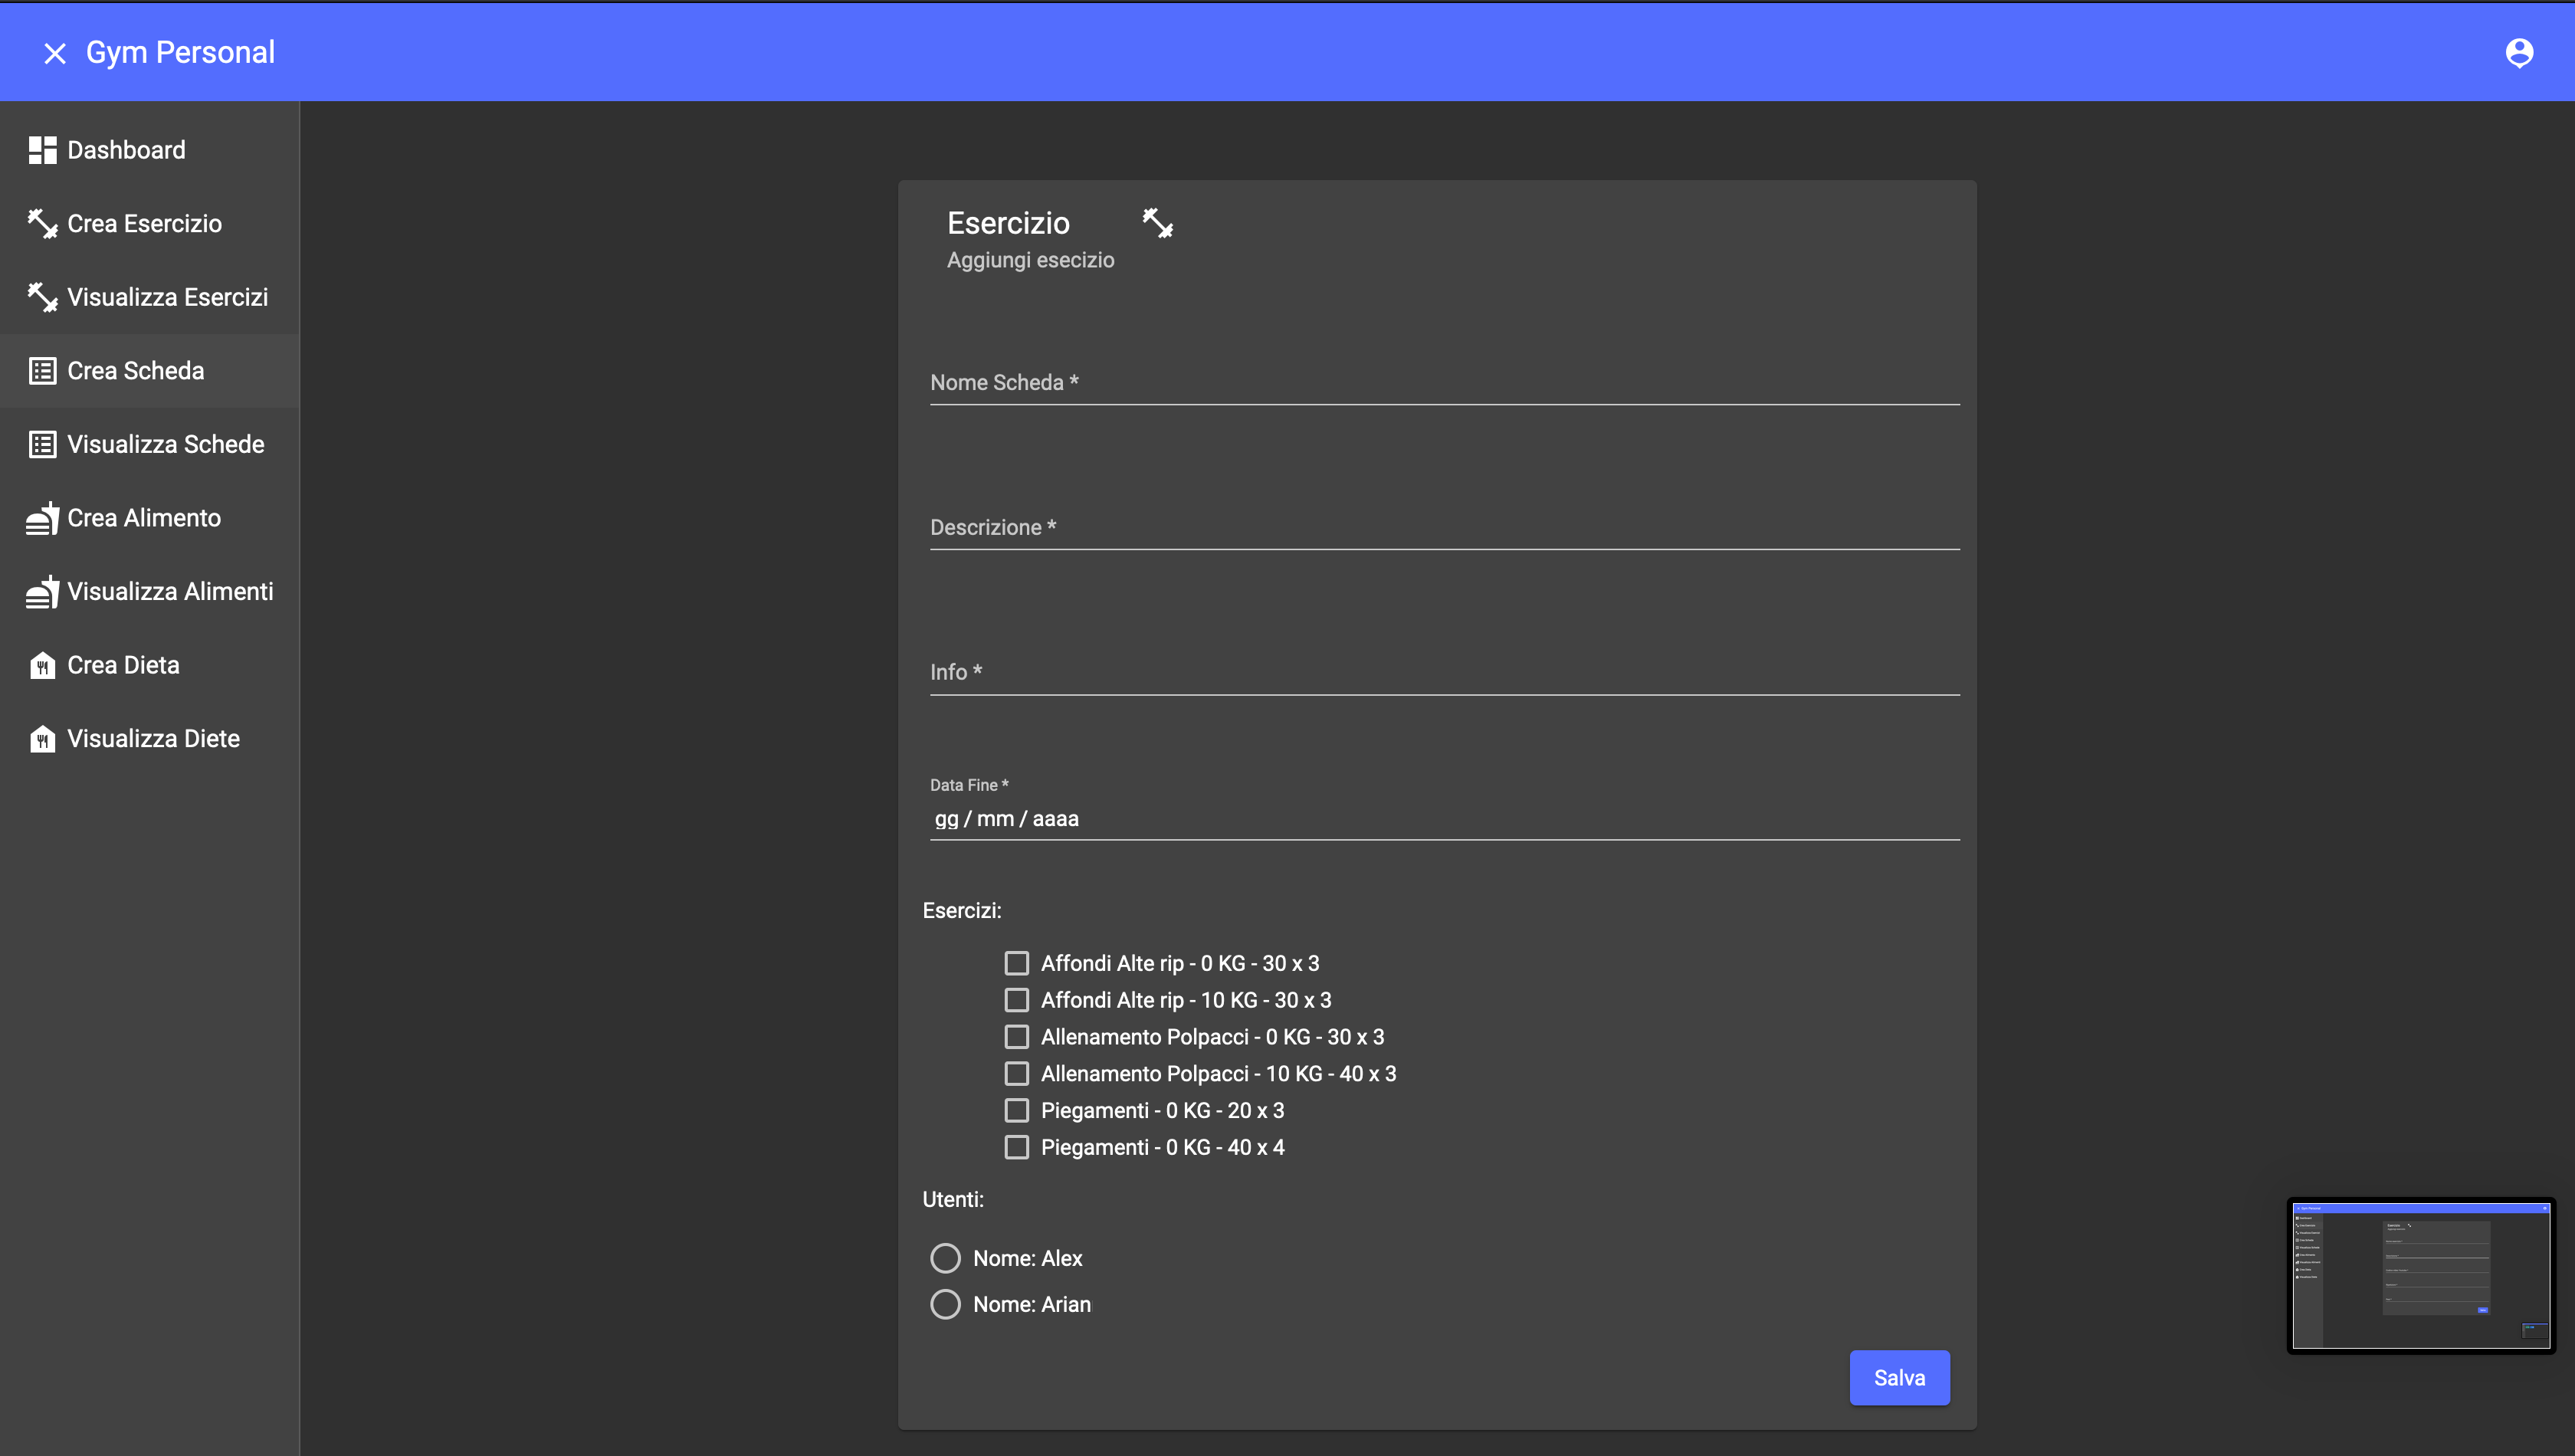 Gym Personal
Dashboard
Crea Esercizio
Visualizza Esercizi
Crea Scheda
Visualizza Schede
Crea Alimento
Visualizza Alimenti
Crea Dieta
Visualizza Diete
Esercizio
Aggiungi esecizio
Nome Scheda *
Descrizione *
Info *
Data Fine *
gg / mm / aaaa
Esercizi:
Affondi Alte rip - 0 KG - 30 x 3
Affondi Alte rip - 10 KG - 30 x 3
Allenamento Polpacci - 0 KG - 30 x 3
Allenamento Polpacci - 10 KG - 40 x 3
Piegamenti - 0 KG - 20 x 3
Piegamenti - 0 KG - 40 x 4
Utenti:
Nome: Alex
Nome: Arian
Salva